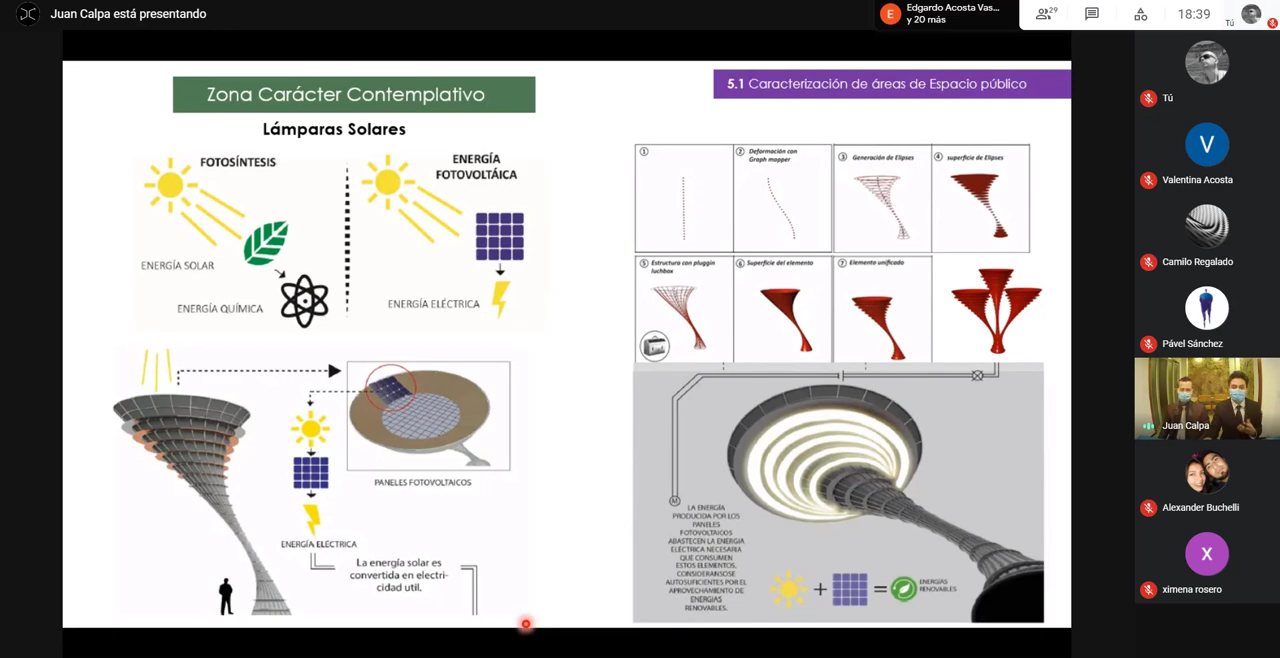 Juan Calpa está presentando
E
Edgardo Acosta Vas...
y 20 más
29
18:39
Tú
Zona Carácter Contemplativo
5.1 Caracterización de áreas de Espacio público
Lámparas Solares
FOTOSÍNTESIS
ENERGÍA SOLAR
ENERGÍA QUÍMICA
ENERGÍA
FOTOVOLTÁICA
ENERGÍA ELÉCTRICA
PANELES FOTOVOLTAICOS
ENERGÍA ELÉCTRICA
La energía solar es
convertida en electri-
cidad util.
1
2 Deformación con
Graph mapper
3 Generación de Elipses
4 superficie de Elipses
5 Estructura con pluggin
luchbox
6 Superficie del elemento
7 Elemento unificado
M
LA ENERGÍA
PRODUCIDA POR LOS
PANELES
FOTOVOLTAICOS
ABASTECEN LA ENERGIA
ELÉCTRICA NECESARIA
QUE CONSUMEN
ESTOS ELEMENTOS,
CONSIDERANSOSE
AUTOSUFICIENTES POR EL
APROVECHAMIENTO DE
ENERGIAS
RENOVABLES.
+
=
ENERGÍAS
RENOVABLES
Tú
V
Valentina Acosta
Camilo Regalado
Pável Sánchez
Juan Calpa
Alexander Buchelli
X
ximena rosero